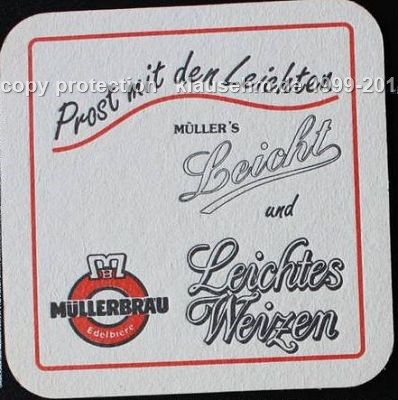 Prost mit den Leichten
copy protection
MÜLLER'S
Leicht
und
Leichtes
Weizen
MB
MÜLLERBRÄU
Edelbiere